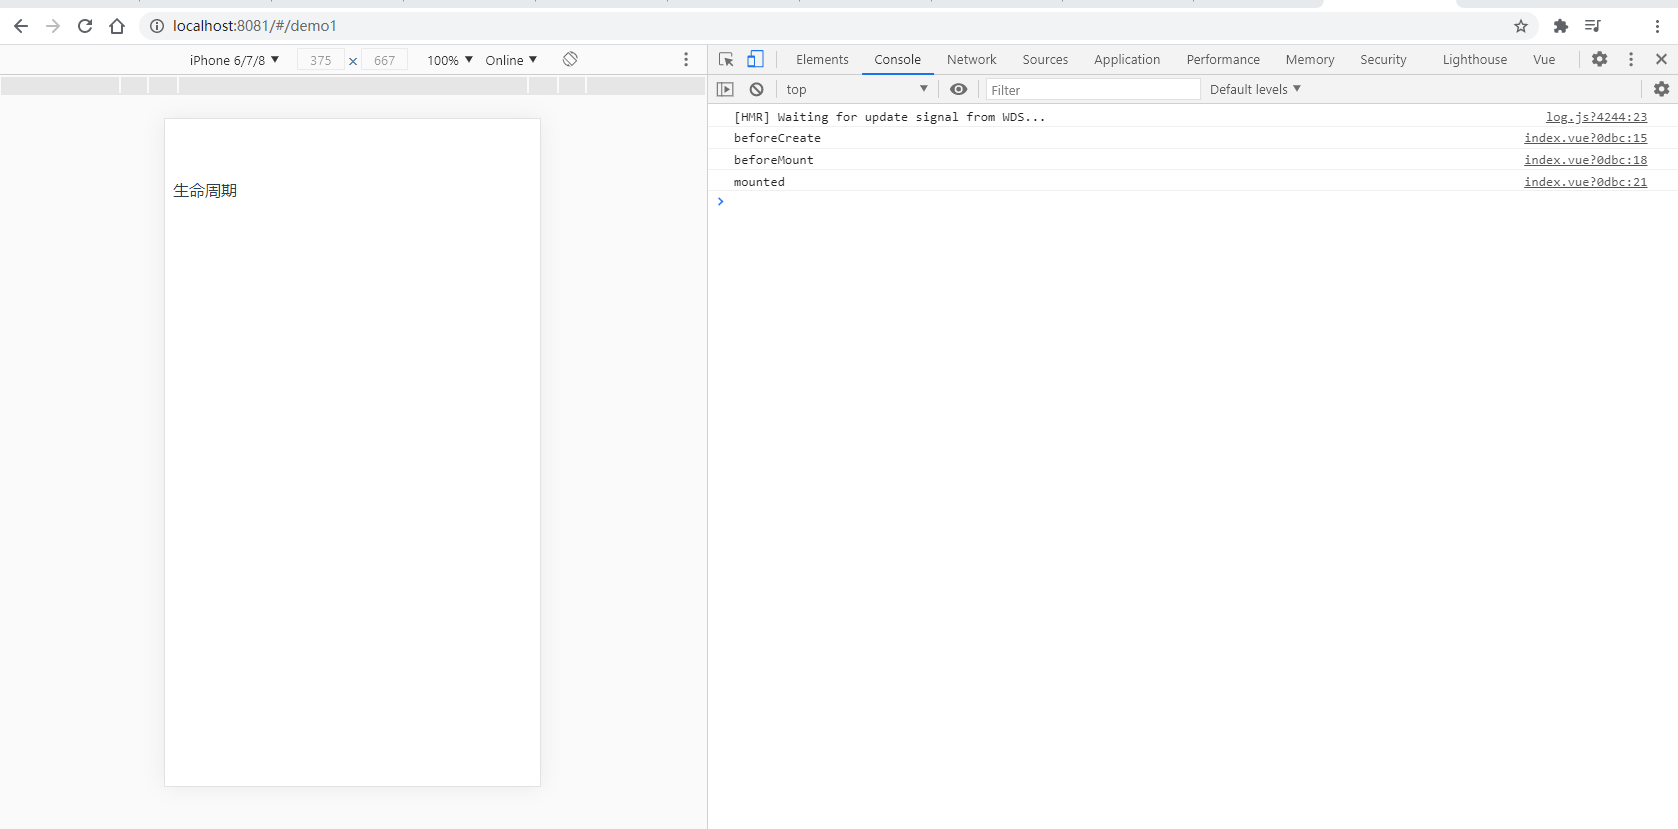 localhost:8081/#/demo1
iPhone 6/7/8 375 × 667 100% Online
Elements Console Network Sources Application Performance Memory Security Lighthouse Vue
top Filter Default levels
[HMR] Waiting for update signal from WDS... log.js?4244:23
beforeCreate index.vue?0dbc:15
beforeMount index.vue?0dbc:18
mounted index.vue?0dbc:21
生命周期